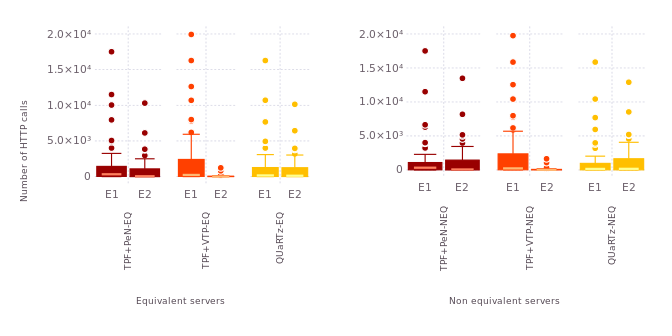 Number of HTTP calls
2.0×10⁴
1.5×10⁴
1.0×10⁴
5.0×10³
0
E1 E2 E1 E2 E1 E2
TPF+PeN-EQ
TPF+VTP-EQ
QUaRTz-EQ
Equivalent servers
2.0×10⁴
1.5×10⁴
1.0×10⁴
5.0×10³
0
E1 E2 E1 E2 E1 E2
TPF+PeN-NEQ
TPF+VTP-NEQ
QUaRTz-NEQ
Non equivalent servers